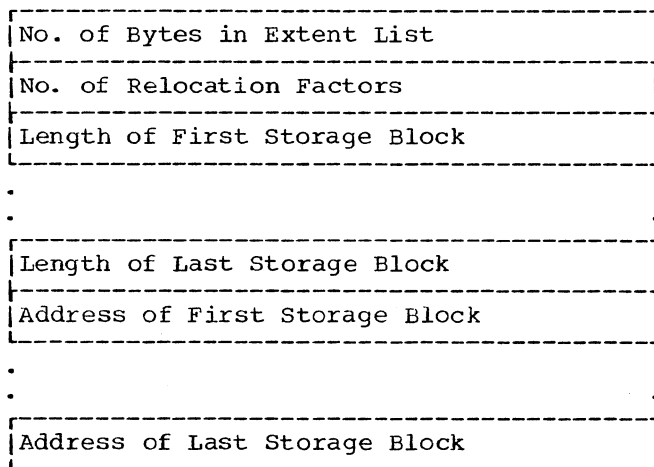 No. of Bytes in Extent List
No. of Relocation Factors
Length of First Storage Block
Length of Last Storage Block
Address of First Storage Block
Address of Last Storage Block